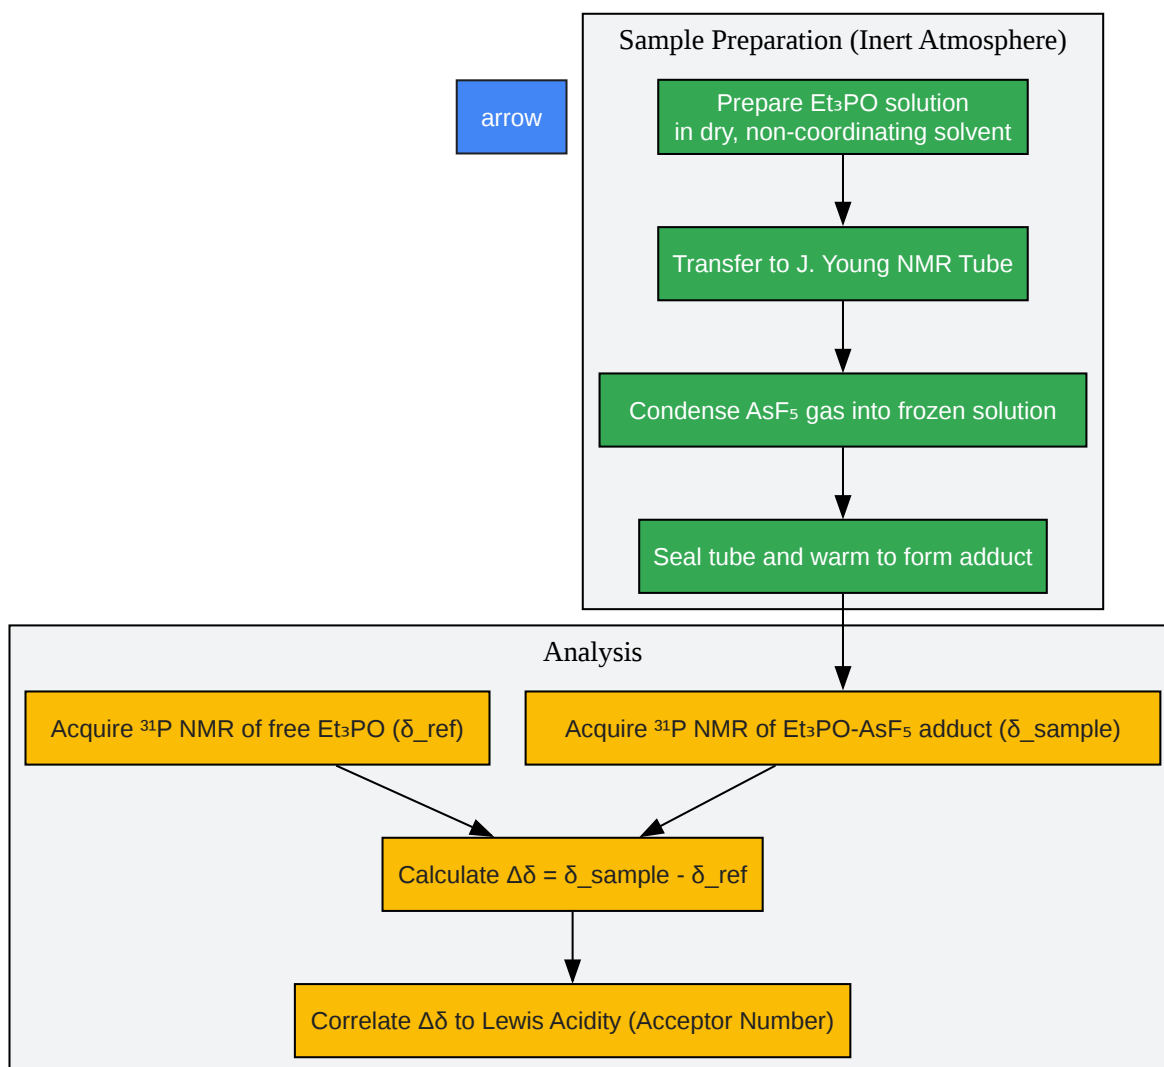 Sample Preparation (Inert Atmosphere)
arrow
Prepare Et₃PO solution
in dry, non-coordinating solvent
Transfer to J. Young NMR Tube
Condense AsF₅ gas into frozen solution
Seal tube and warm to form adduct
Analysis
Acquire ³¹P NMR of free Et₃PO (δ_ref)
Acquire ³¹P NMR of Et₃PO-AsF₅ adduct (δ_sample)
Calculate Δδ = δ_sample - δ_ref
Correlate Δδ to Lewis Acidity (Acceptor Number)